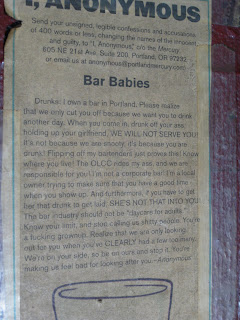 I, ANONYMOUS
Send your unsigned, legible confessions and accusations,
of 400 words or less, changing the names of the innocent
and guilty, to "I, Anonymous", c/o the Mercury,
605 NE 21st Ave, Suite 200, Portland, OR 97232
or email us at anonymous@portlandmercury.com
Bar Babies
Drunks: I own a bar in Portland. Please realize
that we only cut you off because we want you to drink
another day. When you come in, drunk off your ass,
holding up your girlfriend, WE WILL NOT SERVE YOU!
It's not because we are snooty, it's because you are
drunk! Flipping off my bartenders just proves that
where you live! The OLCC rides my ass, and we are
responsible for you! I'm not a corporate bar! I'm a local
owner trying to make sure that you have a good time
when you show up. And furthermore, if you have to get
her that drunk to get laid, SHE'S NOT THAT INTO YOU!
The bar industry should not be "daycare for adults."
Know your limit, and stop calling us shitty people. You're
a fucking grownup. Realize that we are only looking
out for you when you've CLEARLY had a few too many.
We're on your side, so be on ours and stop it. You're
making us feel bad for looking after you.-Anonymous